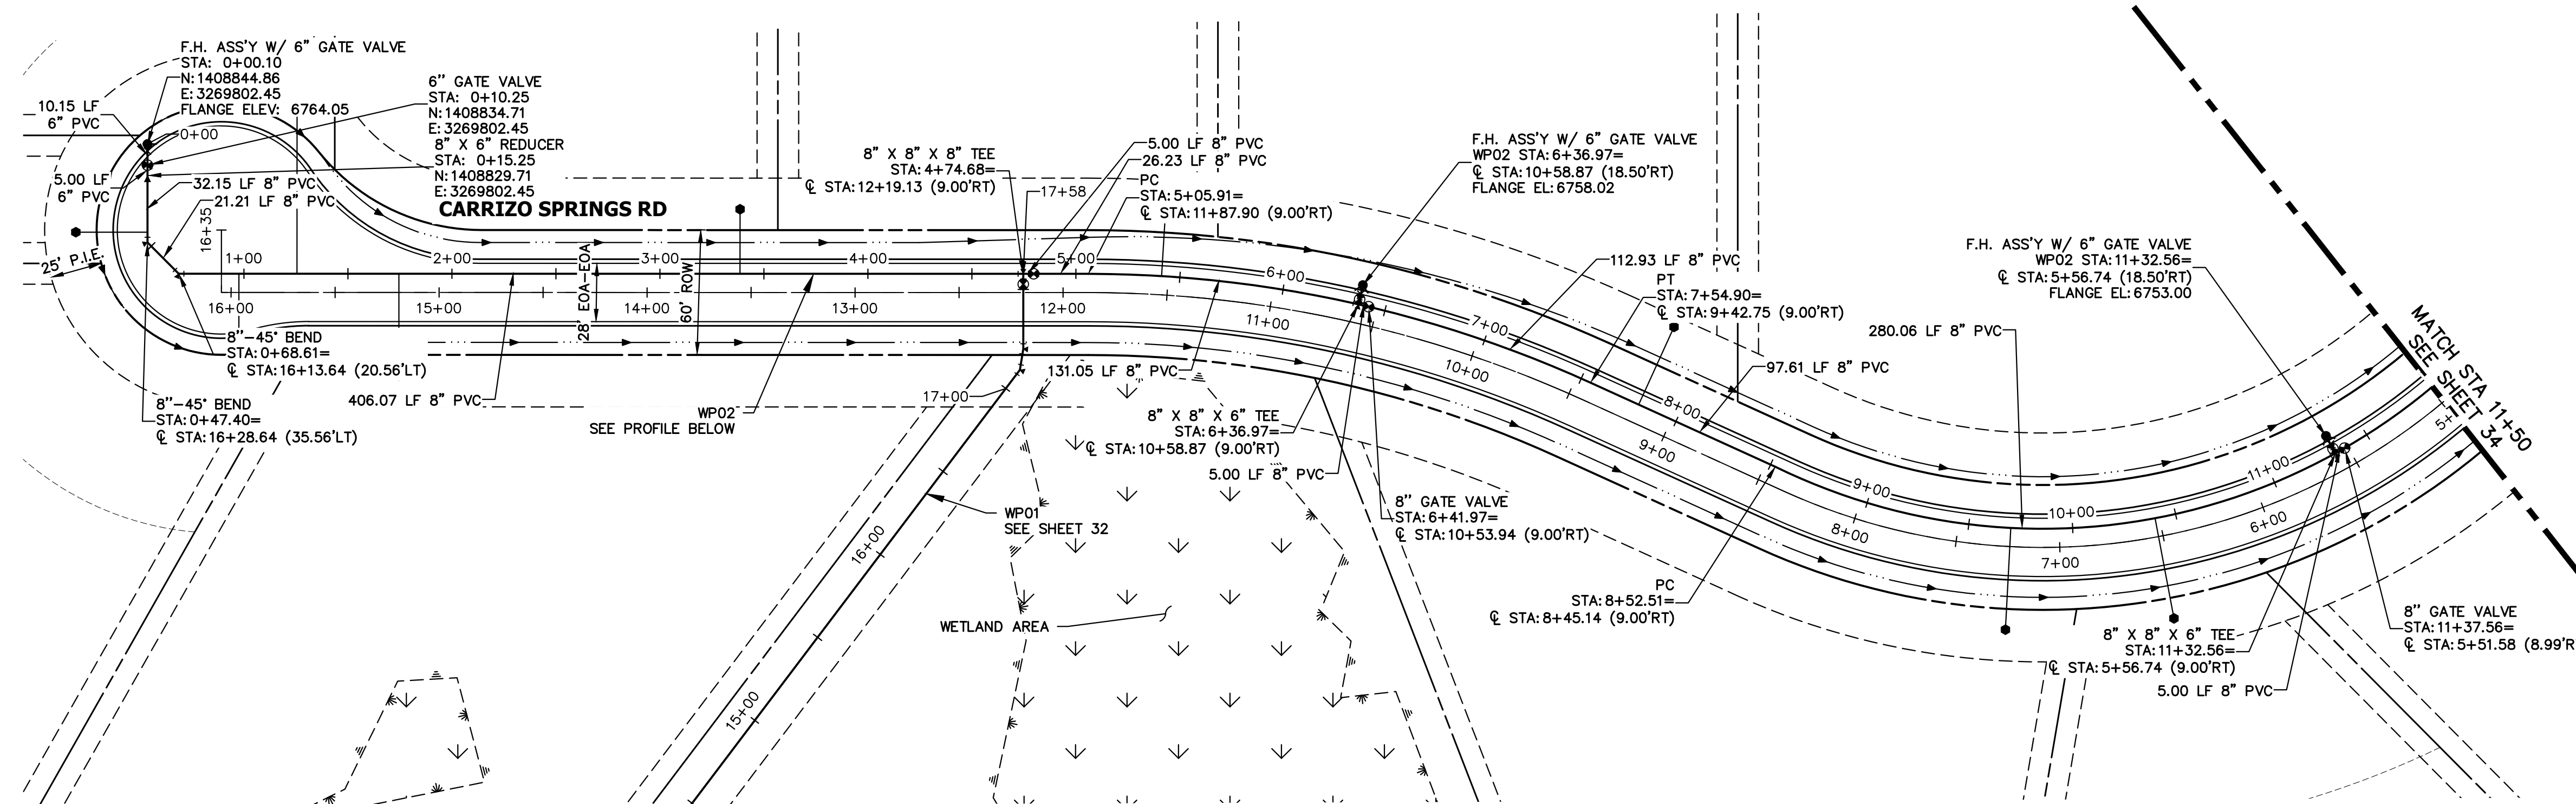 F.H. ASS'Y W/ 6" GATE VALVE
STA: 0+00.10
N:1408844.86
E:3269802.45
FLANGE ELEV: 6764.05
10.15 LF
6" PVC
0+00
6" GATE VALVE
STA: 0+10.25
N:1408834.71
E:3269802.45
8" X 6" REDUCER
STA: 0+15.25
N:1408829.71
E:3269802.45
5.00 LF
6" PVC
32.15 LF 8" PVC
21.21 LF 8" PVC
16+35
25' P.I.E.
CARRIZO SPRINGS RD
8" X 8" X 8" TEE
STA: 4+74.68=
℄ STA:12+19.13 (9.00'RT)
17+58
5.00 LF 8" PVC
26.23 LF 8" PVC
PC
STA:5+05.91=
℄ STA:11+87.90 (9.00'RT)
F.H. ASS'Y W/ 6" GATE VALVE
WP02 STA:6+36.97=
℄ STA:10+58.87 (18.50'RT)
FLANGE EL:6758.02
112.93 LF 8" PVC
PT
STA:7+54.90=
℄ STA:9+42.75 (9.00'RT)
F.H. ASS'Y W/ 6" GATE VALVE
WP02 STA:11+32.56=
℄ STA:5+56.74 (18.50'RT)
FLANGE EL:6753.00
280.06 LF 8" PVC
97.61 LF 8" PVC
MATCH STA 11+50
SEE SHEET 34
1+00
2+00
3+00
4+00
5+00
6+00
7+00
8+00
9+00
10+00
11+00
28' EOA-EOA
60' ROW
16+00
15+00
14+00
13+00
12+00
11+00
10+00
9+00
8+00
7+00
6+00
5+
8"-45° BEND
STA:0+68.61=
℄ STA:16+13.64 (20.56'LT)
8"-45° BEND
STA:0+47.40=
℄ STA:16+28.64 (35.56'LT)
406.07 LF 8" PVC
WP02
SEE PROFILE BELOW
17+00
131.05 LF 8" PVC
8" X 8" X 6" TEE
STA:6+36.97=
℄ STA:10+58.87 (9.00'RT)
5.00 LF 8" PVC
8" GATE VALVE
STA:6+41.97=
℄ STA:10+53.94 (9.00'RT)
WP01
SEE SHEET 32
16+00
15+00
WETLAND AREA
PC
STA:8+52.51=
℄ STA:8+45.14 (9.00'RT)
8" X 8" X 6" TEE
STA:11+32.56=
℄ STA:5+56.74 (9.00'RT)
5.00 LF 8" PVC
8" GATE VALVE
STA:11+37.56=
℄ STA:5+51.58 (8.99'R